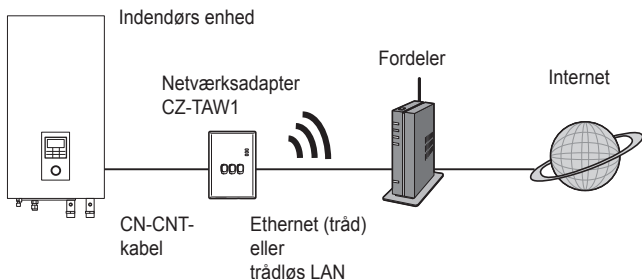 Indendørs enhed
Netværksadapter
CZ-TAW1
Fordeler
Internet
CN-CNT-
kabel
Ethernet (tråd)
eller
trådløs LAN